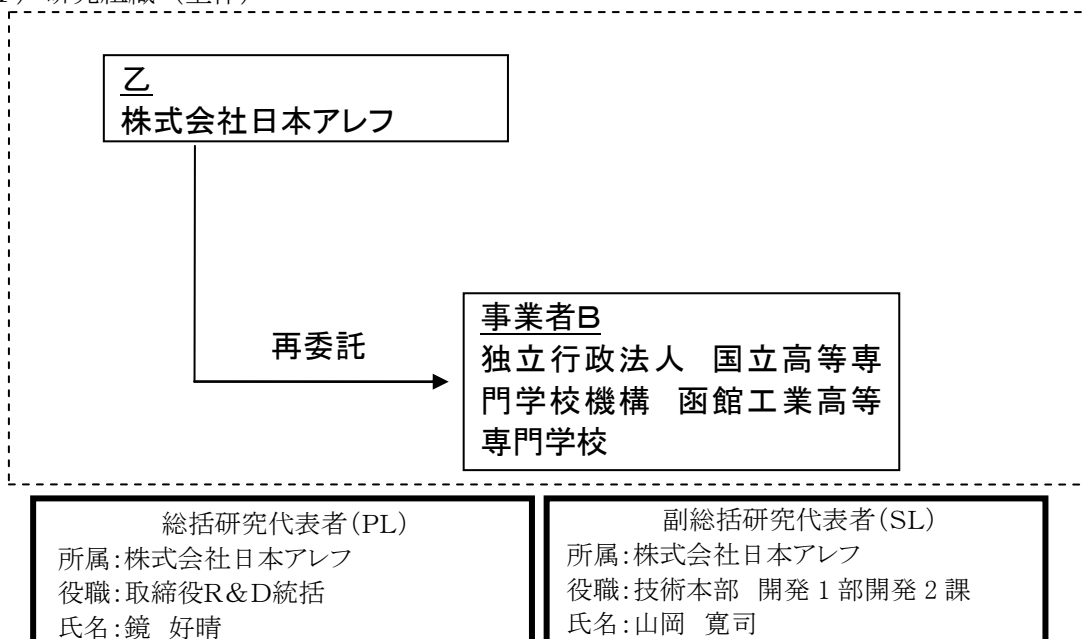 研究組織（全体）
乙
株式会社日本アレフ
再委託
事業者B
独立行政法人　国立高等専
門学校機構　函館工業高等
専門学校
総括研究代表者(PL)
所属:株式会社日本アレフ
役職:取締役R&D統括
氏名:鏡　好晴
副総括研究代表者(SL)
所属:株式会社日本アレフ
役職:技術本部　開発1部開発2課
氏名:山岡　寛司